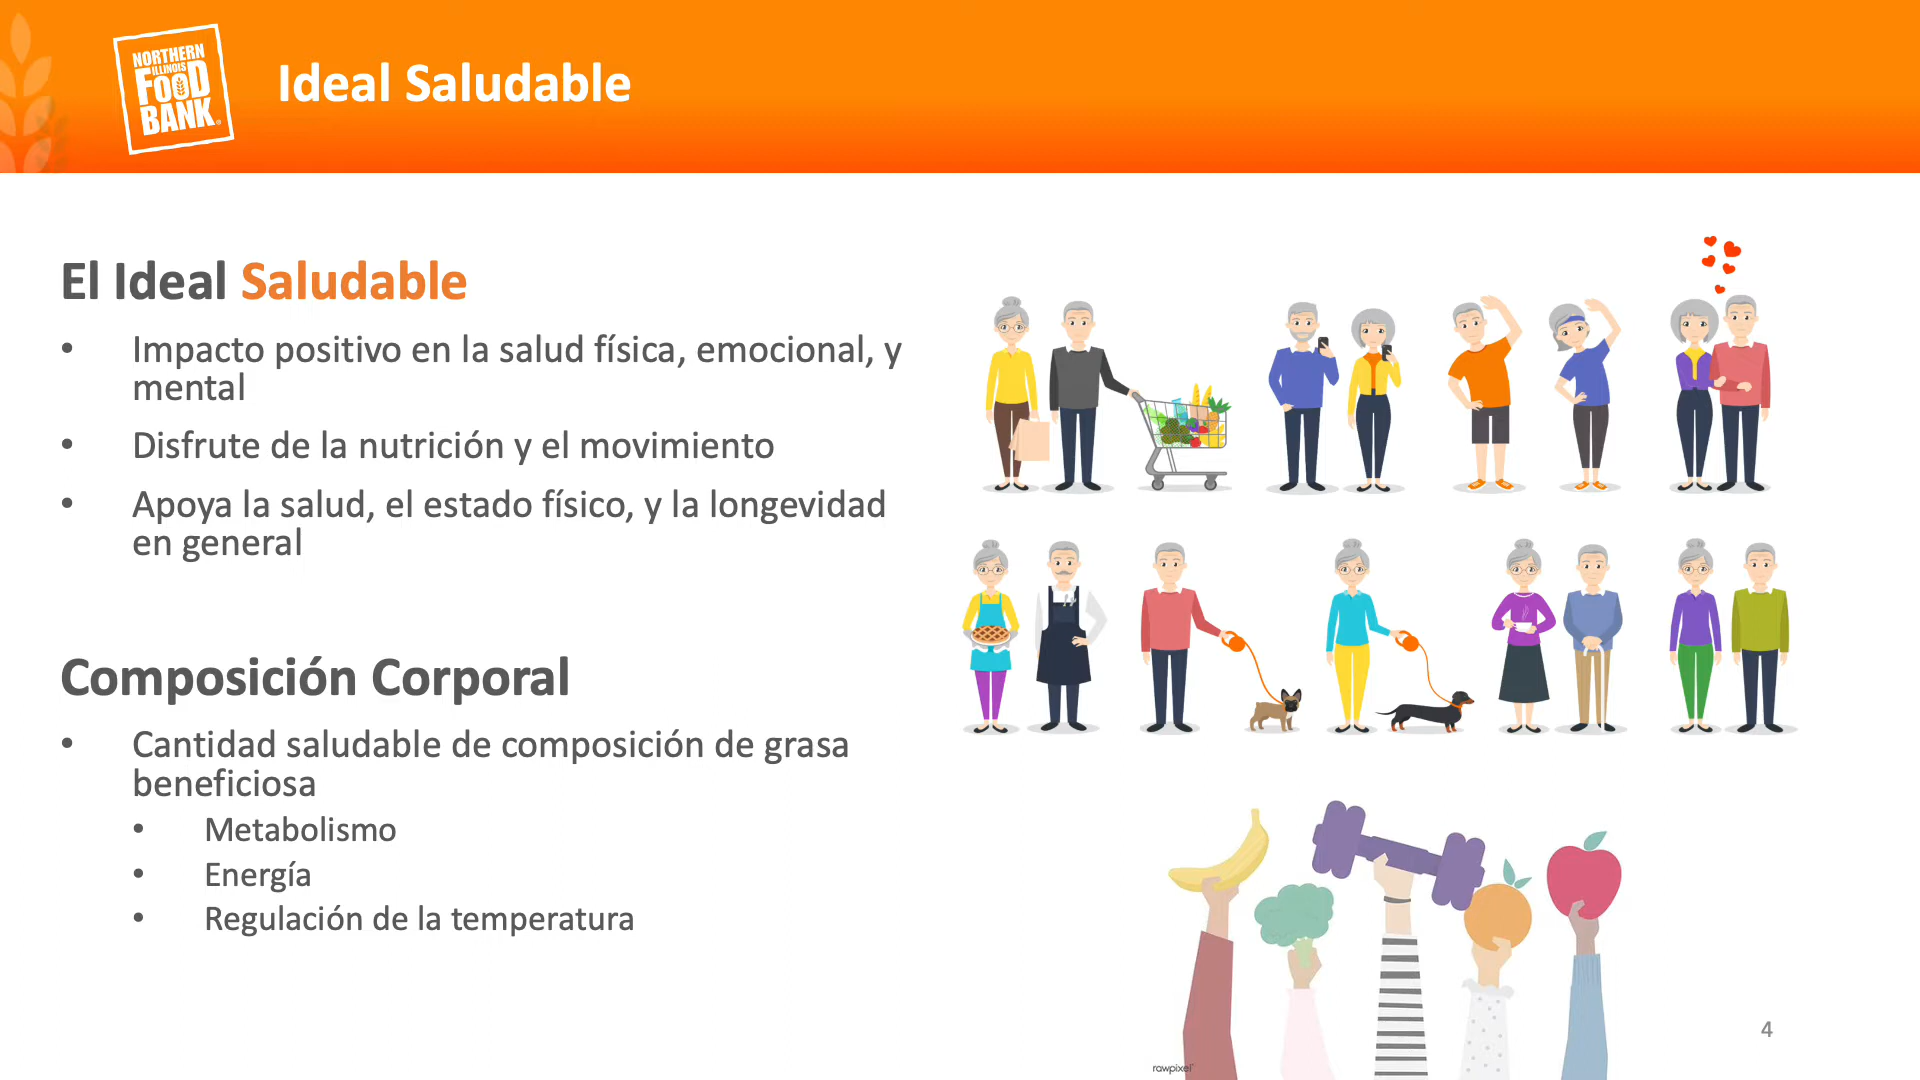 NORTHERN
ILLINOIS
FOOD
BANK
Ideal Saludable
El Ideal Saludable
• Impacto positivo en la salud física, emocional, y
mental
• Disfrute de la nutrición y el movimiento
• Apoya la salud, el estado físico, y la longevidad
en general
Composición Corporal
• Cantidad saludable de composición de grasa
beneficiosa
• Metabolismo
• Energía
• Regulación de la temperatura
rawpixel
4